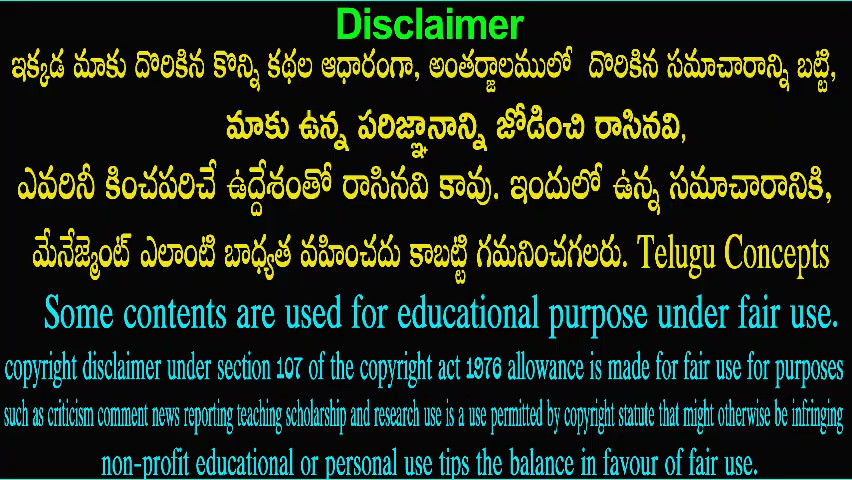 Disclaimer
ఇక్కడ మాకు దొరికిన కొన్ని కథల ఆధారంగా, అంతర్జాలములో దొరికిన సమాచారాన్ని బట్టి,
మాకు ఉన్న పరిజ్ఞానాన్ని జోడించి రాసినవి,
ఎవరినీ కించపరిచే ఉద్దేశంతో రాసినవి కావు. ఇందులో ఉన్న సమాచారానికి,
మేనేజ్మెంట్ ఎలాంటి బాధ్యత వహించదు కాబట్టి గమనించగలరు. Telugu Concepts
Some contents are used for educational purpose under fair use.
copyright disclaimer under section 107 of the copyright act 1976 allowance is made for fair use for purposes
such as criticism comment news reporting teaching scholarship and research use is a use permitted by copyright statute that might otherwise be infringing
non-profit educational or personal use tips the balance in favour of fair use.